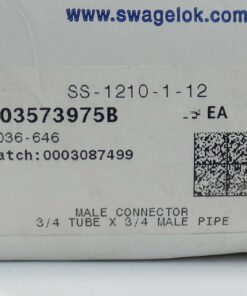 www.swagelok.com
SS-1210-1-12
03573975B
EA
036-646
atch:0003087499
MALE CONNECTOR
3/4 TUBE X 3/4 MALE PIPE